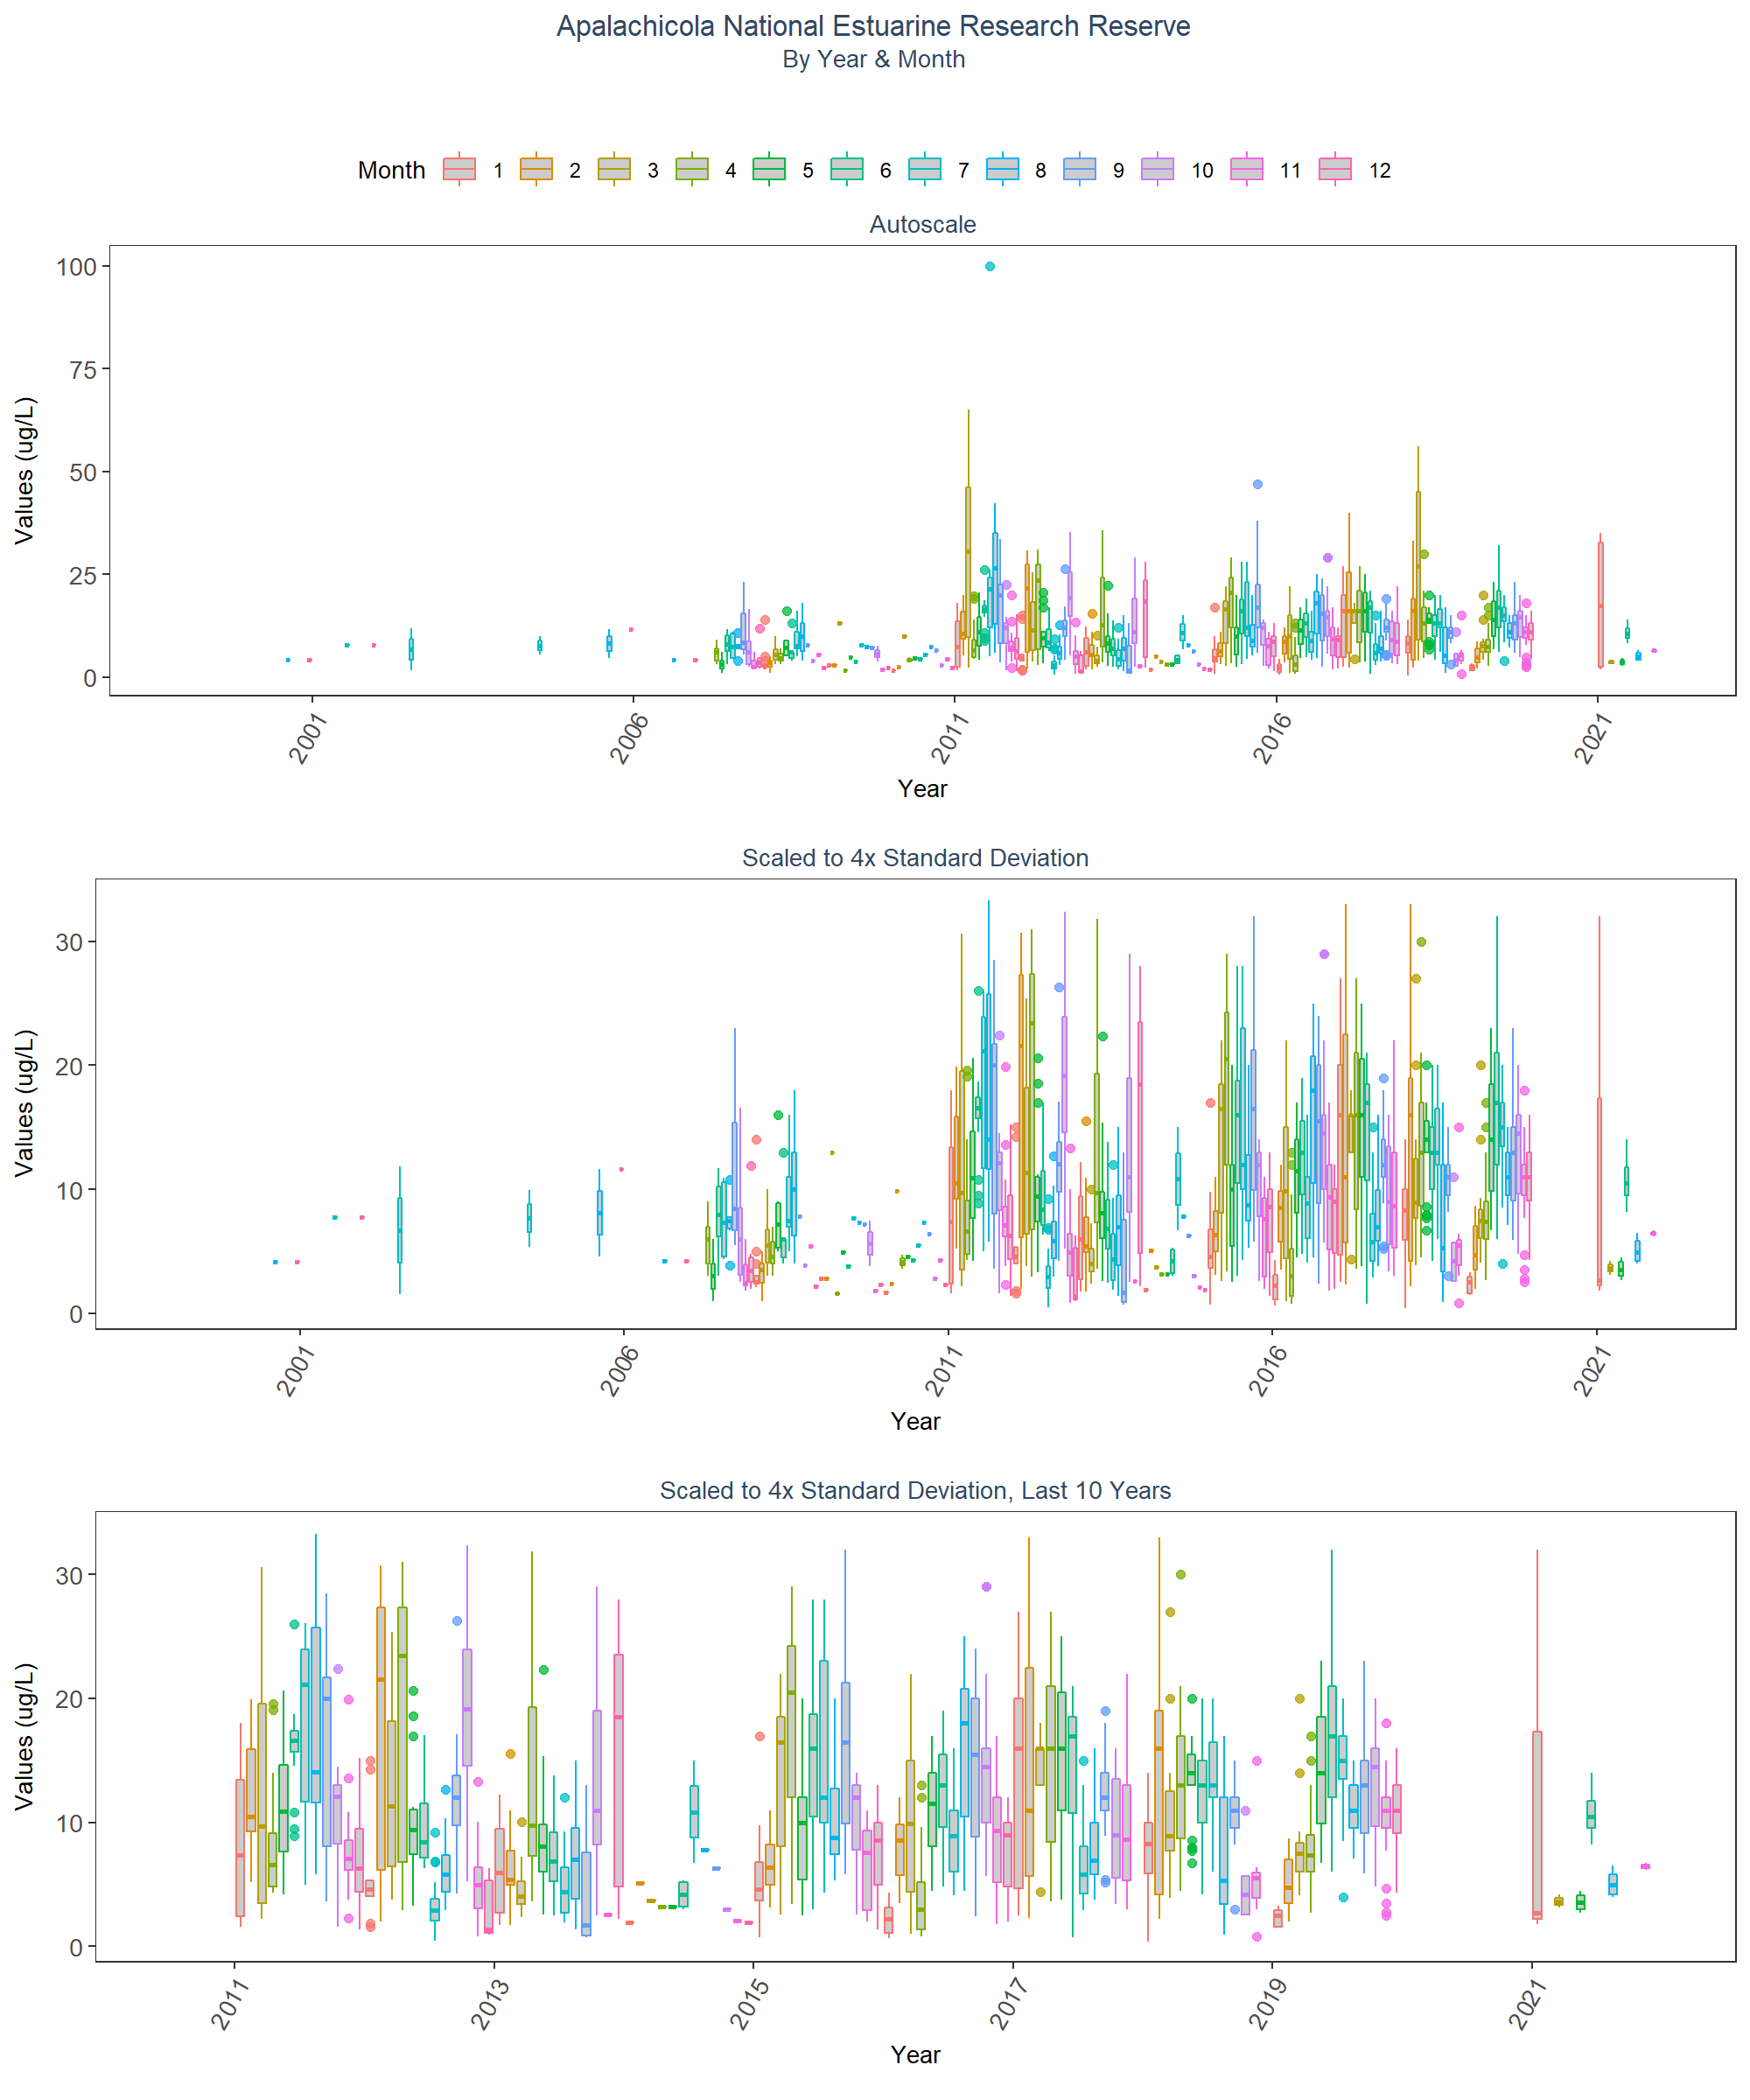 Apalachicola National Estuarine Research Reserve
By Year & Month
Month 1 2 3 4 5 6 7 8 9 10 11 12
Autoscale
100
75
50
25
0
Values (ug/L)
2001 2006 2011 2016 2021
Year
Scaled to 4x Standard Deviation
30
20
10
0
Values (ug/L)
2001 2006 2011 2016 2021
Year
Scaled to 4x Standard Deviation, Last 10 Years
30
20
10
0
Values (ug/L)
2011 2013 2015 2017 2019 2021
Year